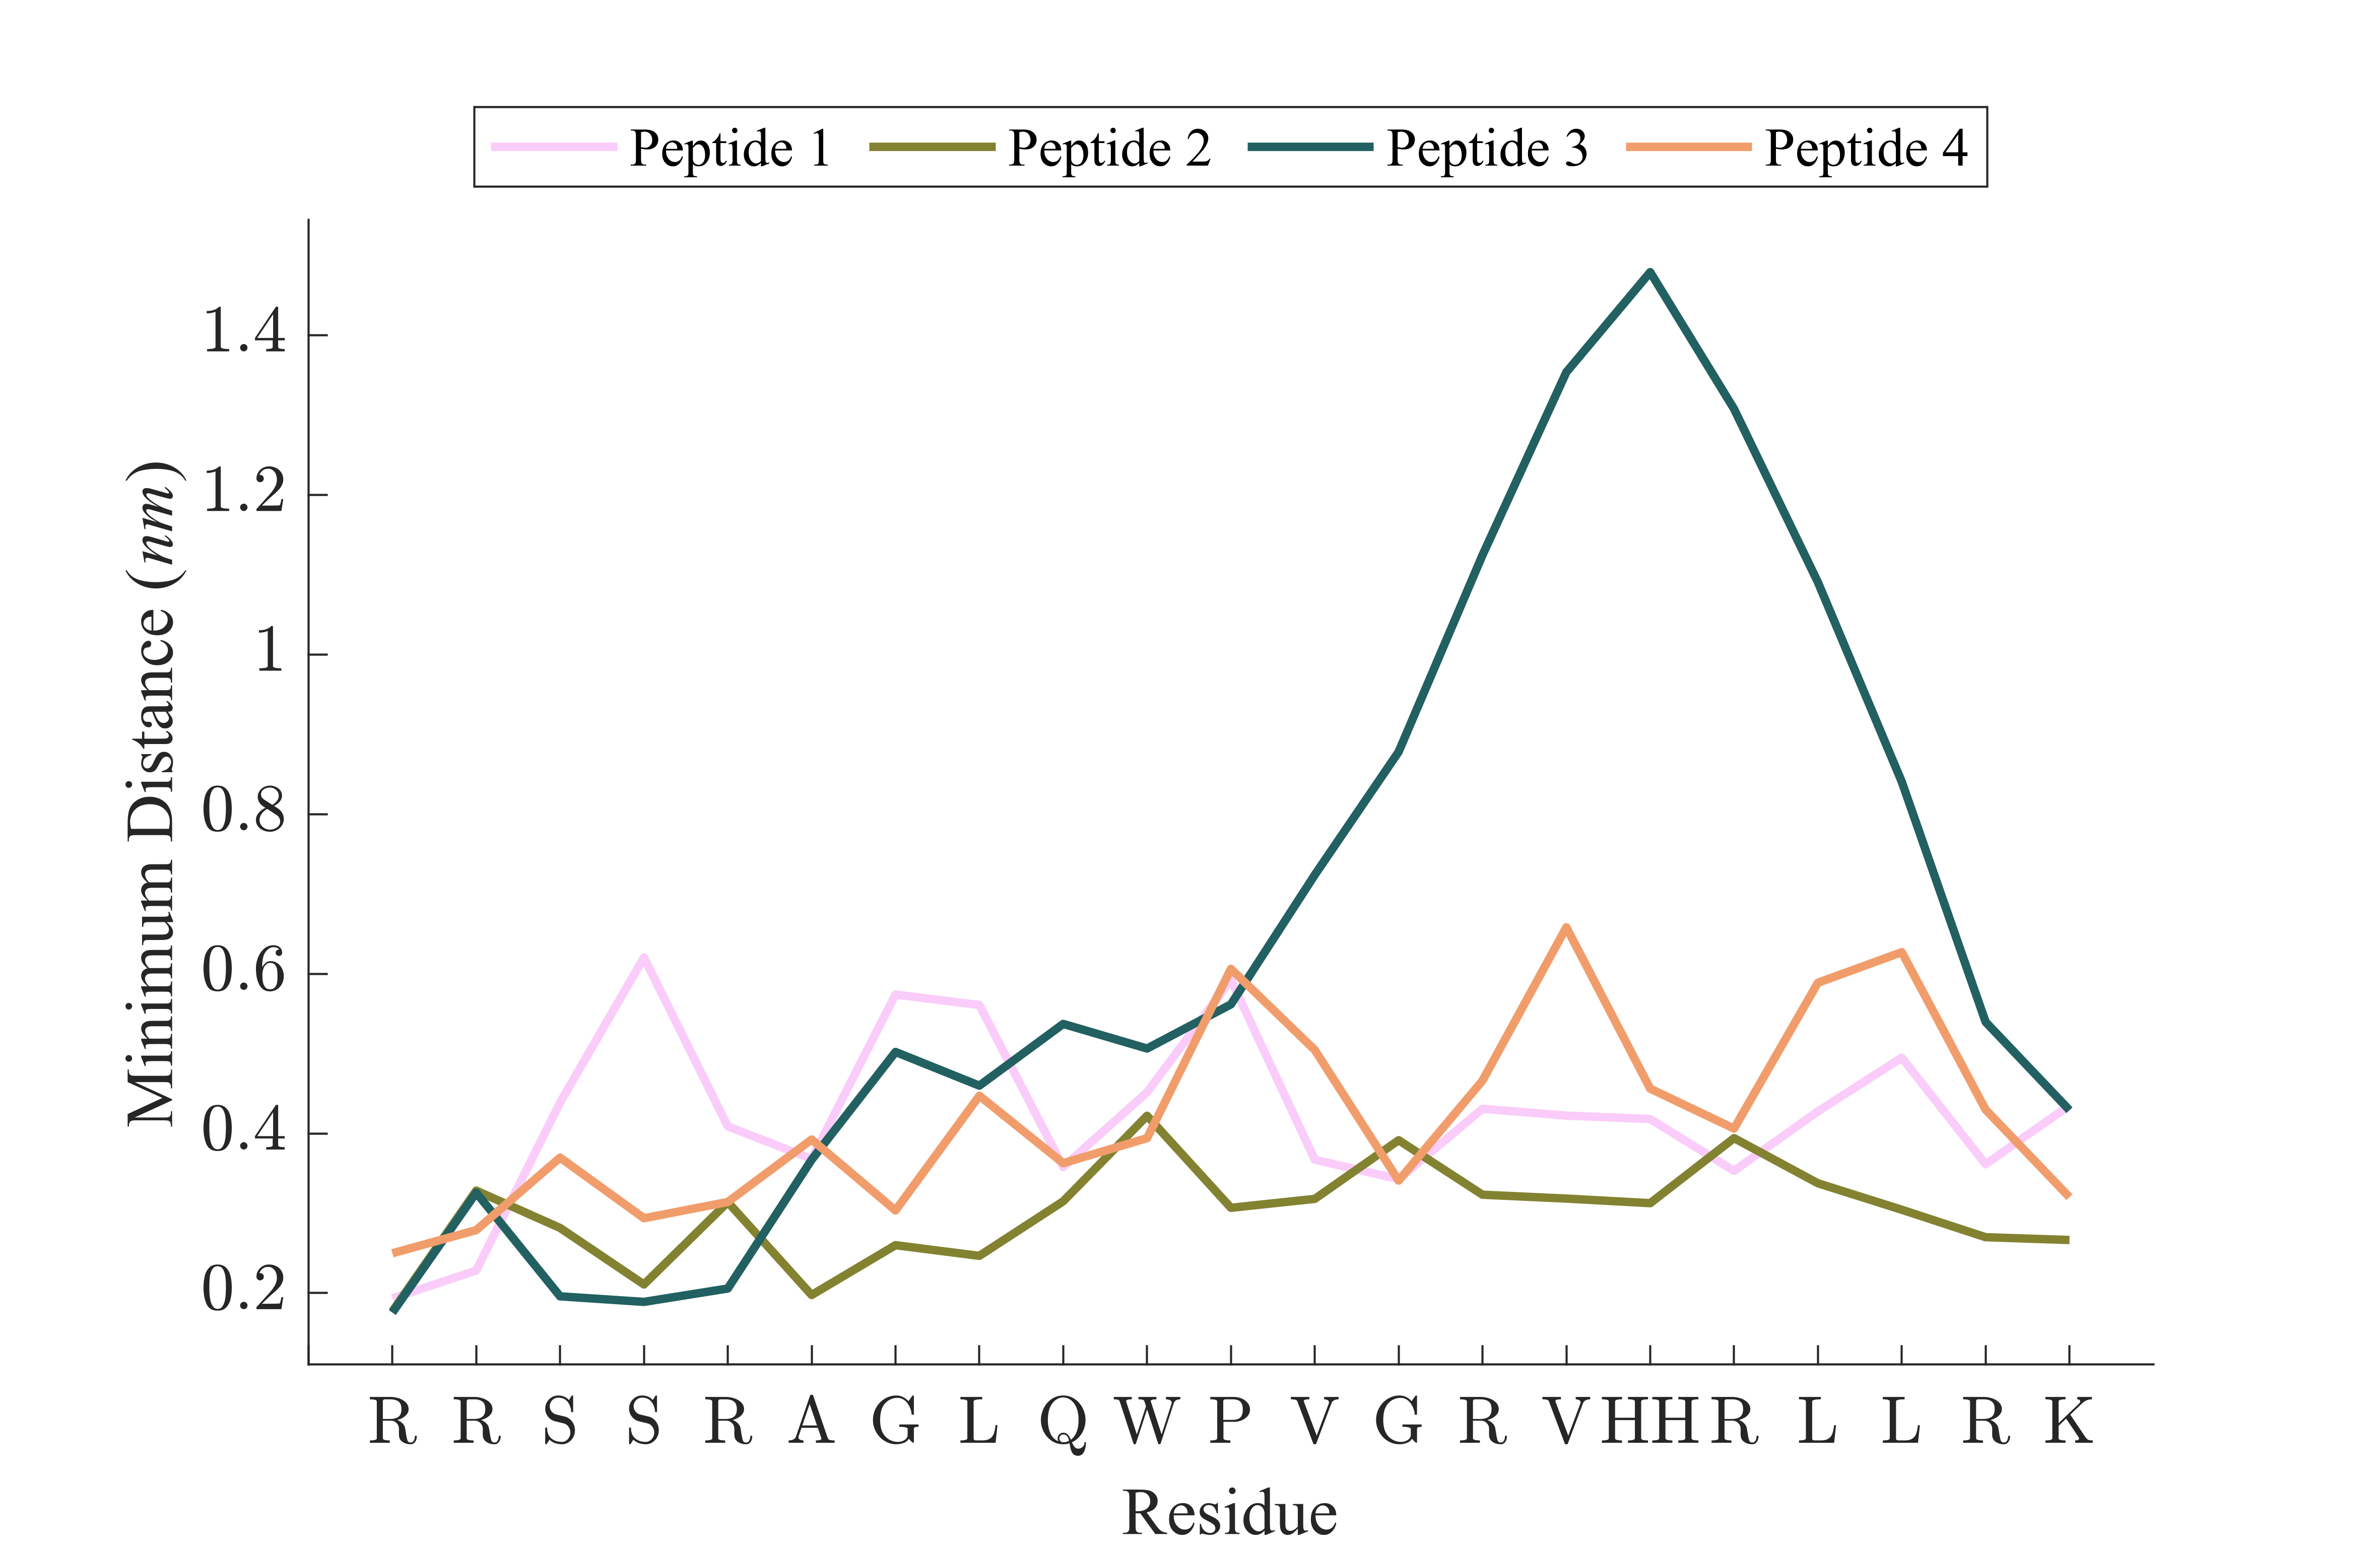 Peptide 1 Peptide 2 Peptide 3 Peptide 4
Minimum Distance (nm)
1.4
1.2
1
0.8
0.6
0.4
0.2
R R S S R A G L Q W P V G R V HH R L L R K
Residue